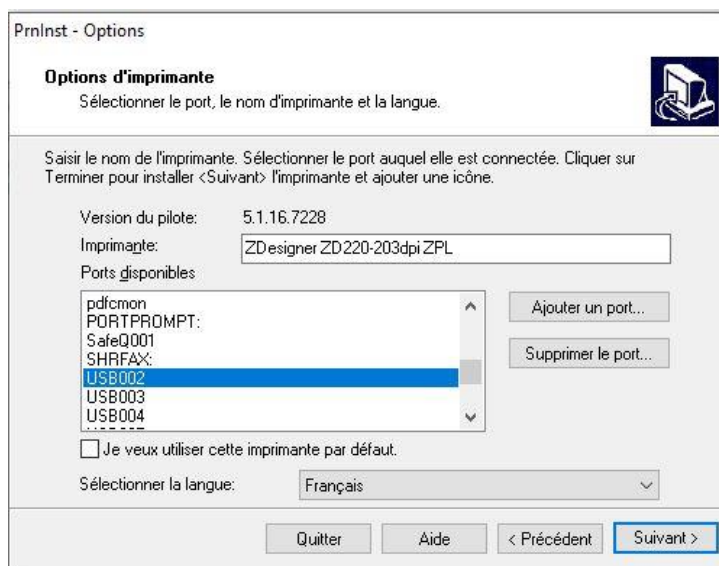 PrnInst - Options
Options d'imprimante
Sélectionner le port, le nom d'imprimante et la langue.
Saisir le nom de l'imprimante. Sélectionner le port auquel elle est connectée. Cliquer sur
Terminer pour installer <Suivant> l'imprimante et ajouter une icône.
Version du pilote: 5.1.16.7228
Imprimante: ZDesigner ZD220-203dpi ZPL
Ports disponibles
pdfcmon
PORTPROMPT:
SafeQ001
SHRFAX:
USB002
USB003
USB004
Ajouter un port...
Supprimer le port...
Je veux utiliser cette imprimante par défaut.
Sélectionner la langue: Français
Quitter Aide < Précédent Suivant >